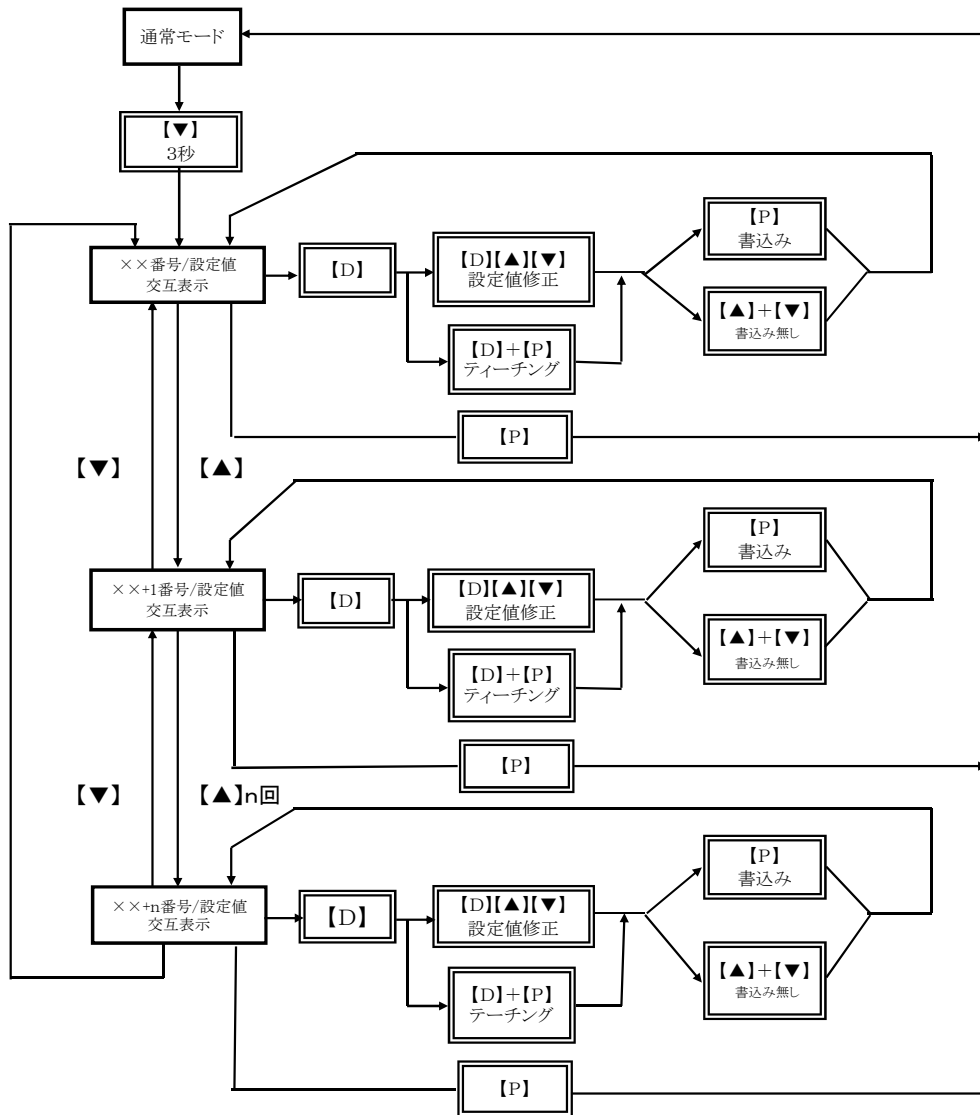 通常モード
【▼】
3秒
××番号/設定値
交互表示
【D】
【D】【▲】【▼】
設定値修正
【D】+【P】
ティーチング
【P】
書込み
【▲】+【▼】
書込み無し
【P】
【▼】
【▲】
××+1番号/設定値
交互表示
【D】
【D】【▲】【▼】
設定値修正
【D】+【P】
ティーチング
【P】
書込み
【▲】+【▼】
書込み無し
【P】
【▼】
【▲】n回
××+n番号/設定値
交互表示
【D】
【D】【▲】【▼】
設定値修正
【D】+【P】
テーチング
【P】
書込み
【▲】+【▼】
書込み無し
【P】